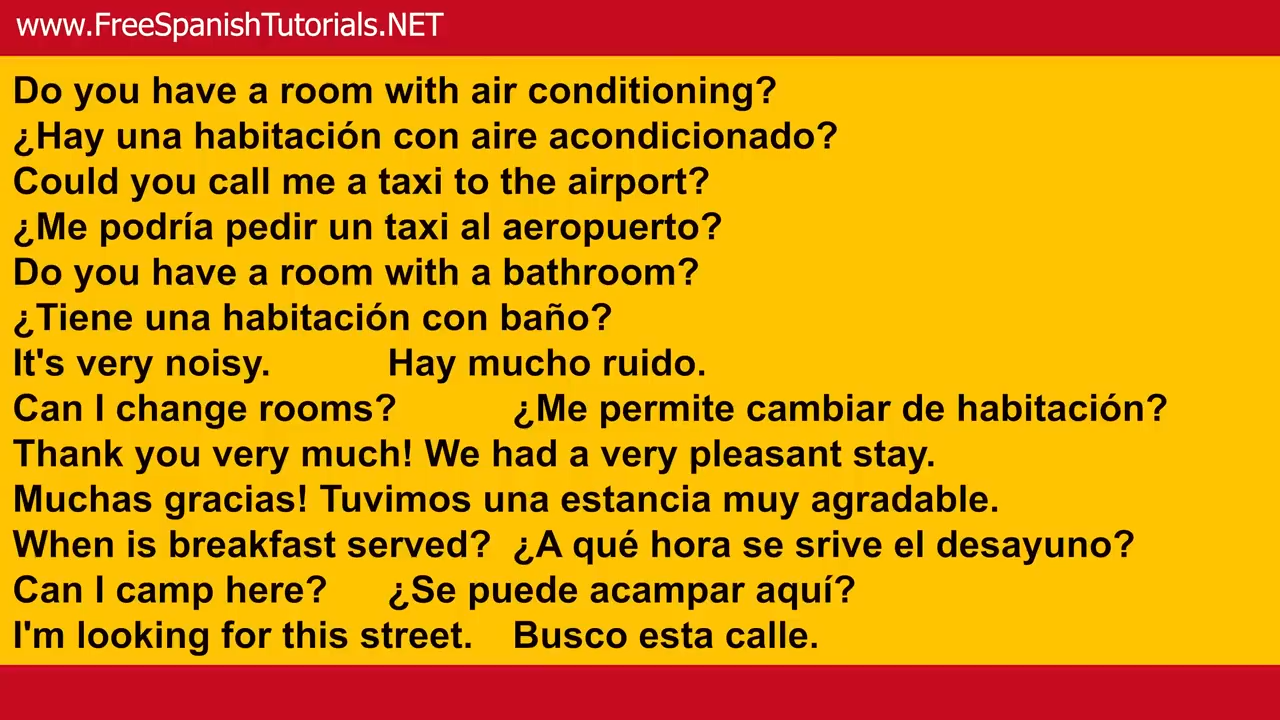 www.FreeSpanishTutorials.NET
Do you have a room with air conditioning?
¿Hay una habitación con aire acondicionado?
Could you call me a taxi to the airport?
¿Me podría pedir un taxi al aeropuerto?
Do you have a room with a bathroom?
¿Tiene una habitación con baño?
It's very noisy. Hay mucho ruido.
Can I change rooms? ¿Me permite cambiar de habitación?
Thank you very much! We had a very pleasant stay.
Muchas gracias! Tuvimos una estancia muy agradable.
When is breakfast served? ¿A qué hora se srive el desayuno?
Can I camp here? ¿Se puede acampar aquí?
I'm looking for this street. Busco esta calle.